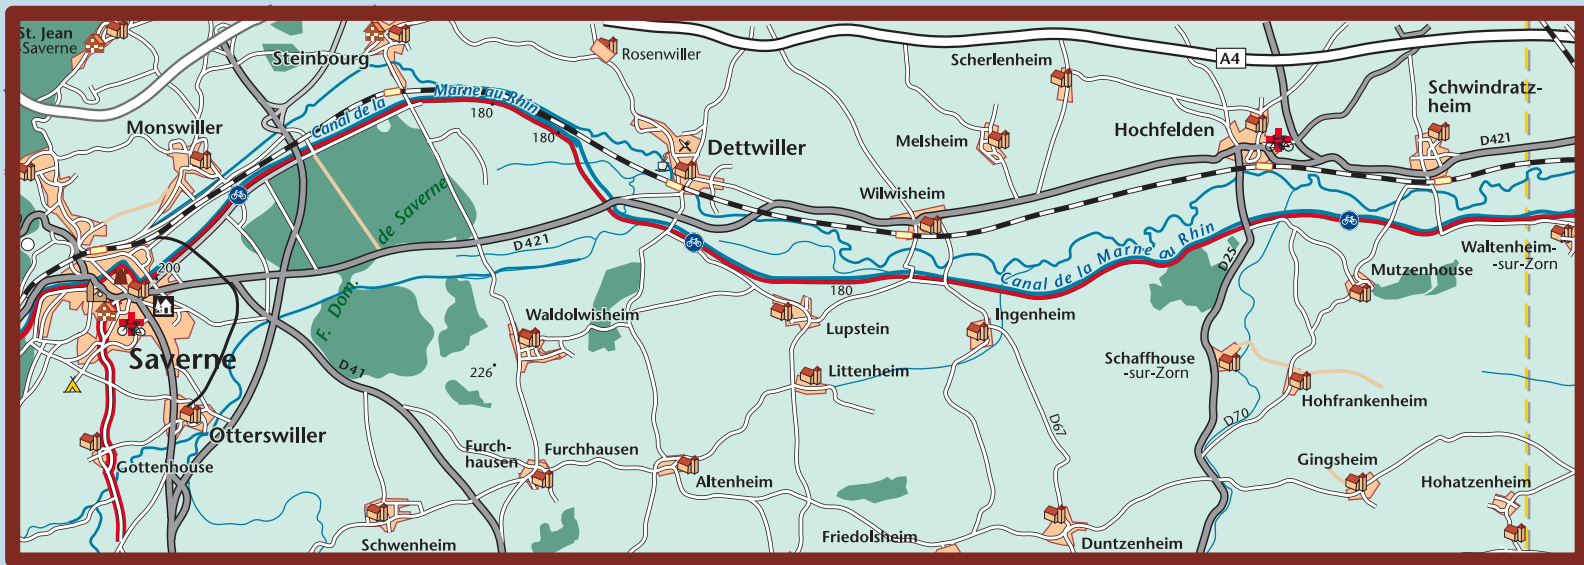 St. Jean
-Saverne
Steinbourg
Rosenwiller
Scherlenheim
A4
Schwindratz-
heim
Monswiller
Canal de la
Marne au Rhin
180
180
Dettwiller
Melsheim
Hochfelden
D421
Wilwisheim
F. Dom.
de Saverne
D421
200
Canal de la Marne au Rhin
180
D25
Waltenheim-
-sur-Zorn
Mutzenhouse
Waldolwisheim
Lupstein
Ingenheim
Saverne
D41
226
Littenheim
Schaffhouse
-sur-Zorn
Hohfrankenheim
D70
D67
Otterswiller
Gottenhouse
Furch-
hausen
Furchhausen
Altenheim
Gingsheim
Hohatzenheim
Schwenheim
Friedolsheim
Duntzenheim